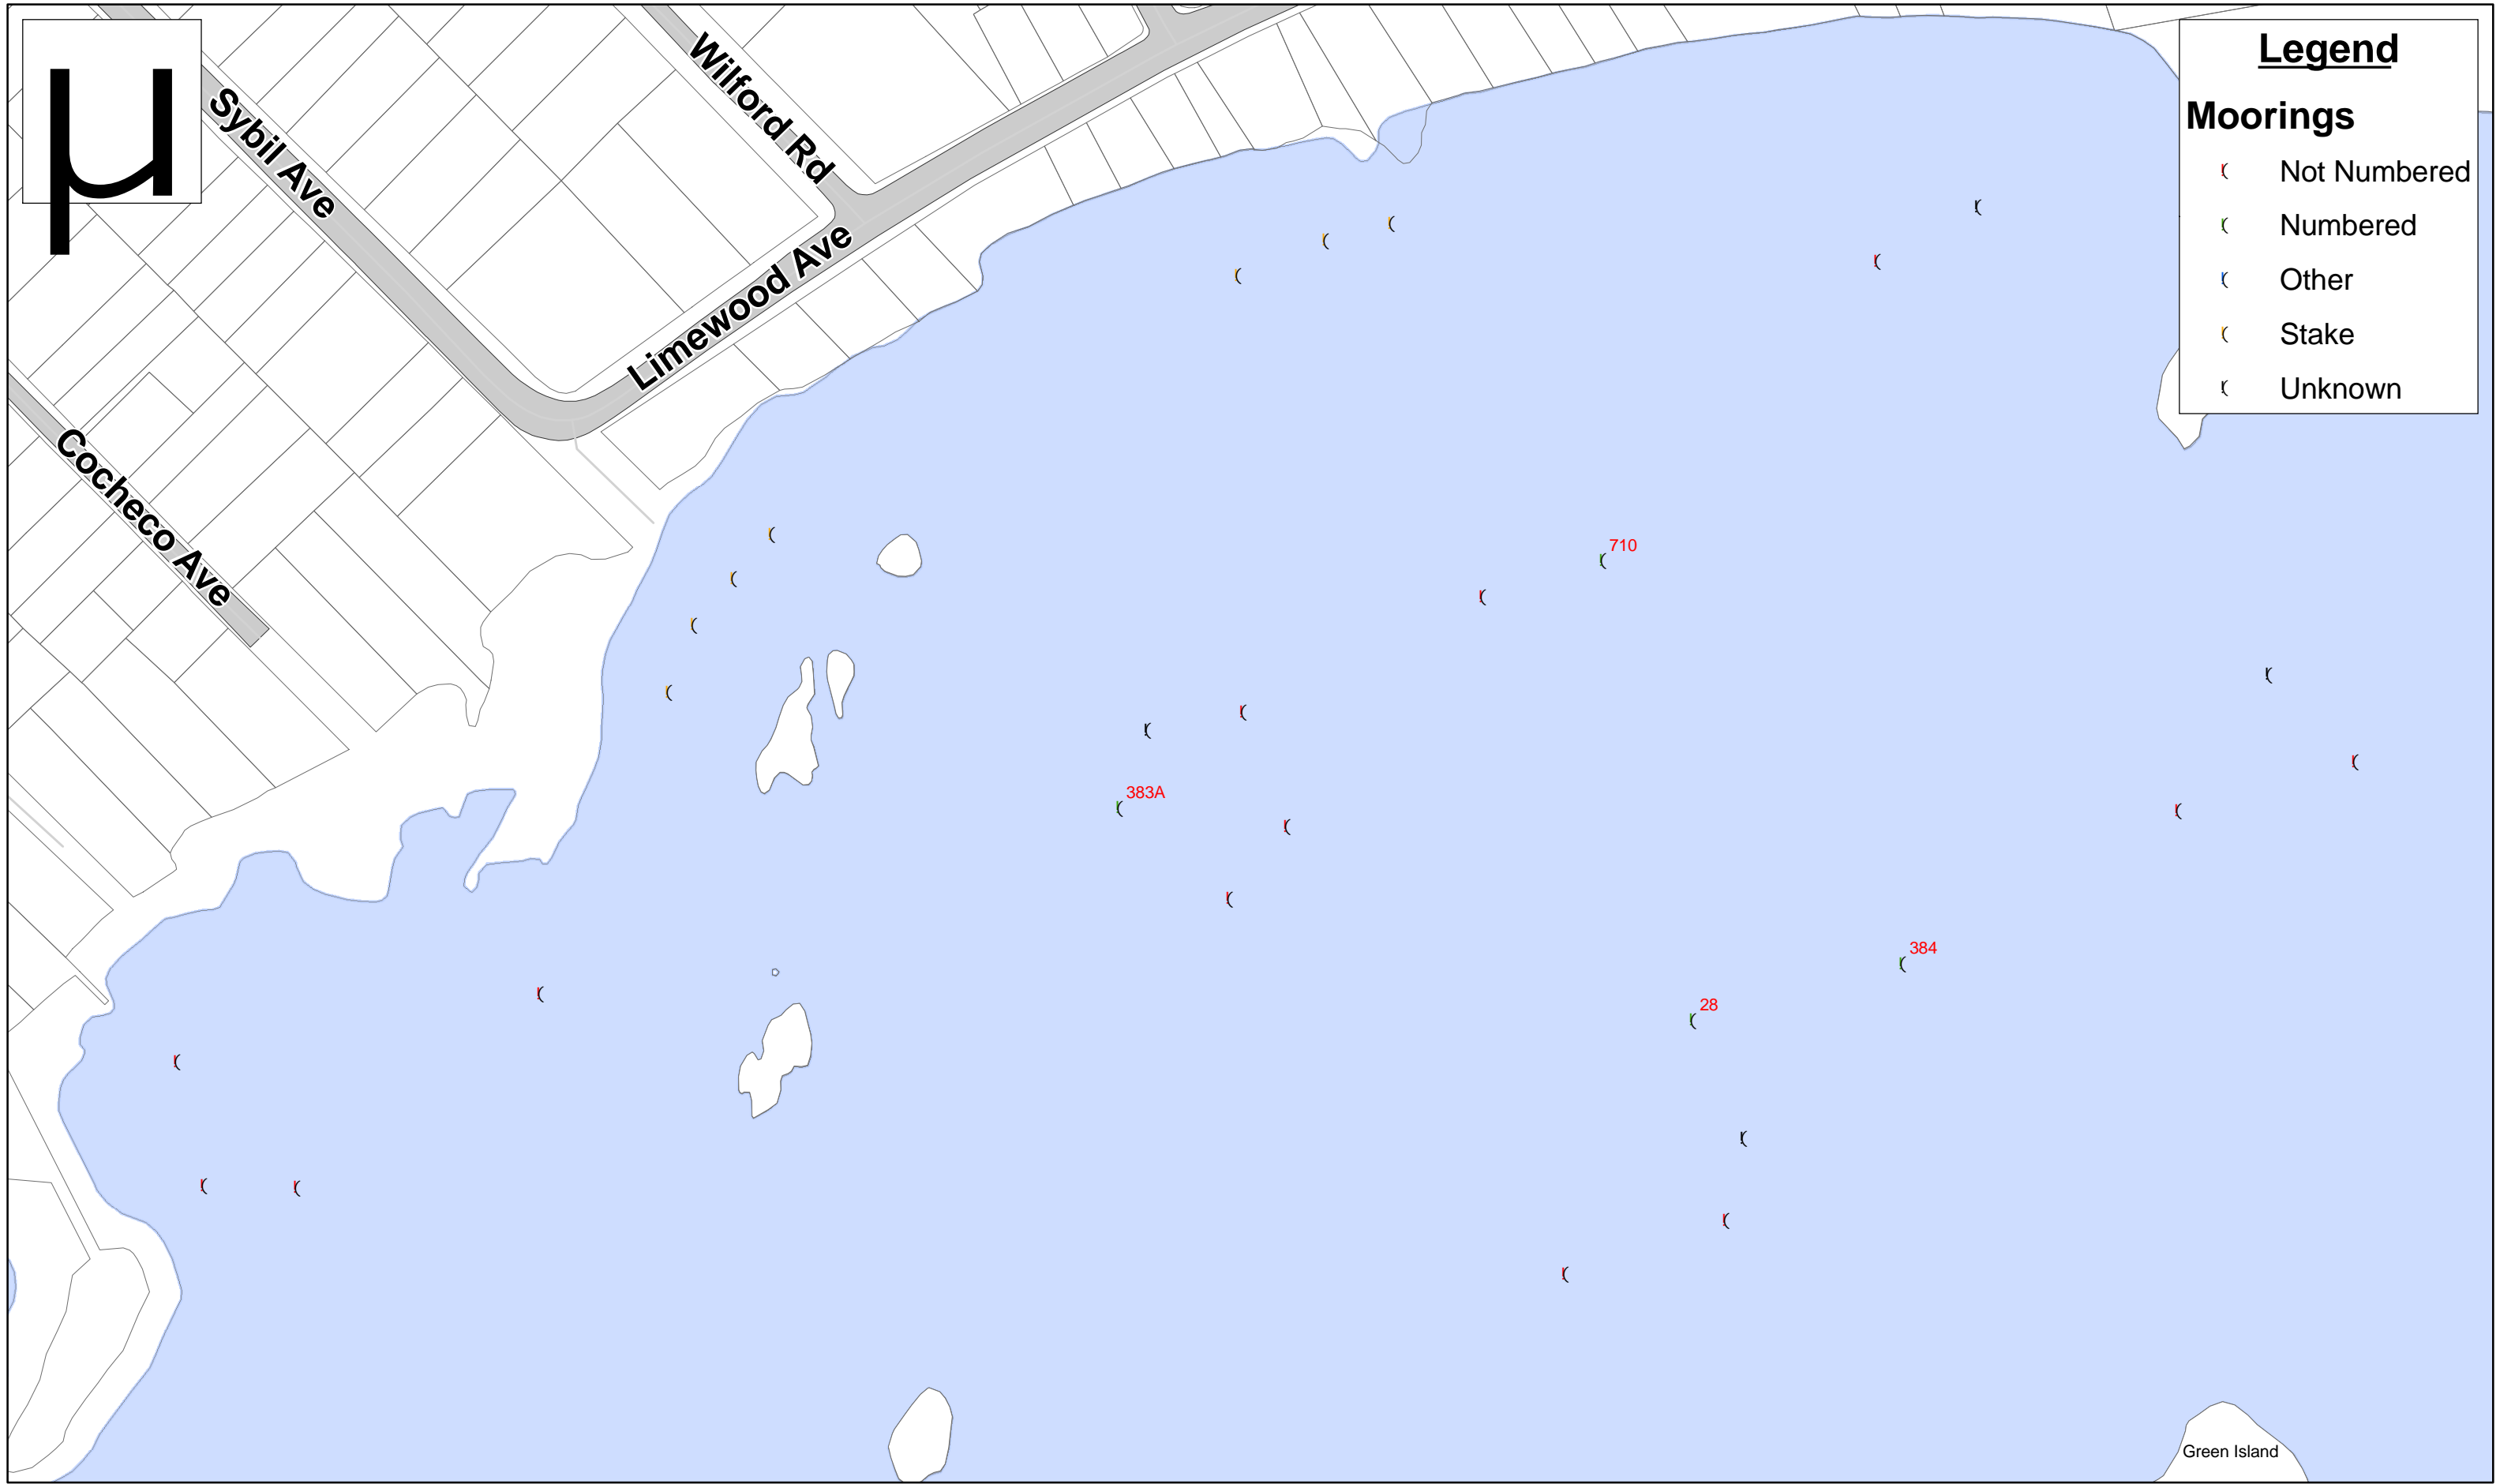 µ
Sybil Ave
Wilford Rd
Limewood Ave
Cocheco Ave
Legend
Moorings
Not Numbered
Numbered
Other
Stake
Unknown
710
383A
384
28
Green Island